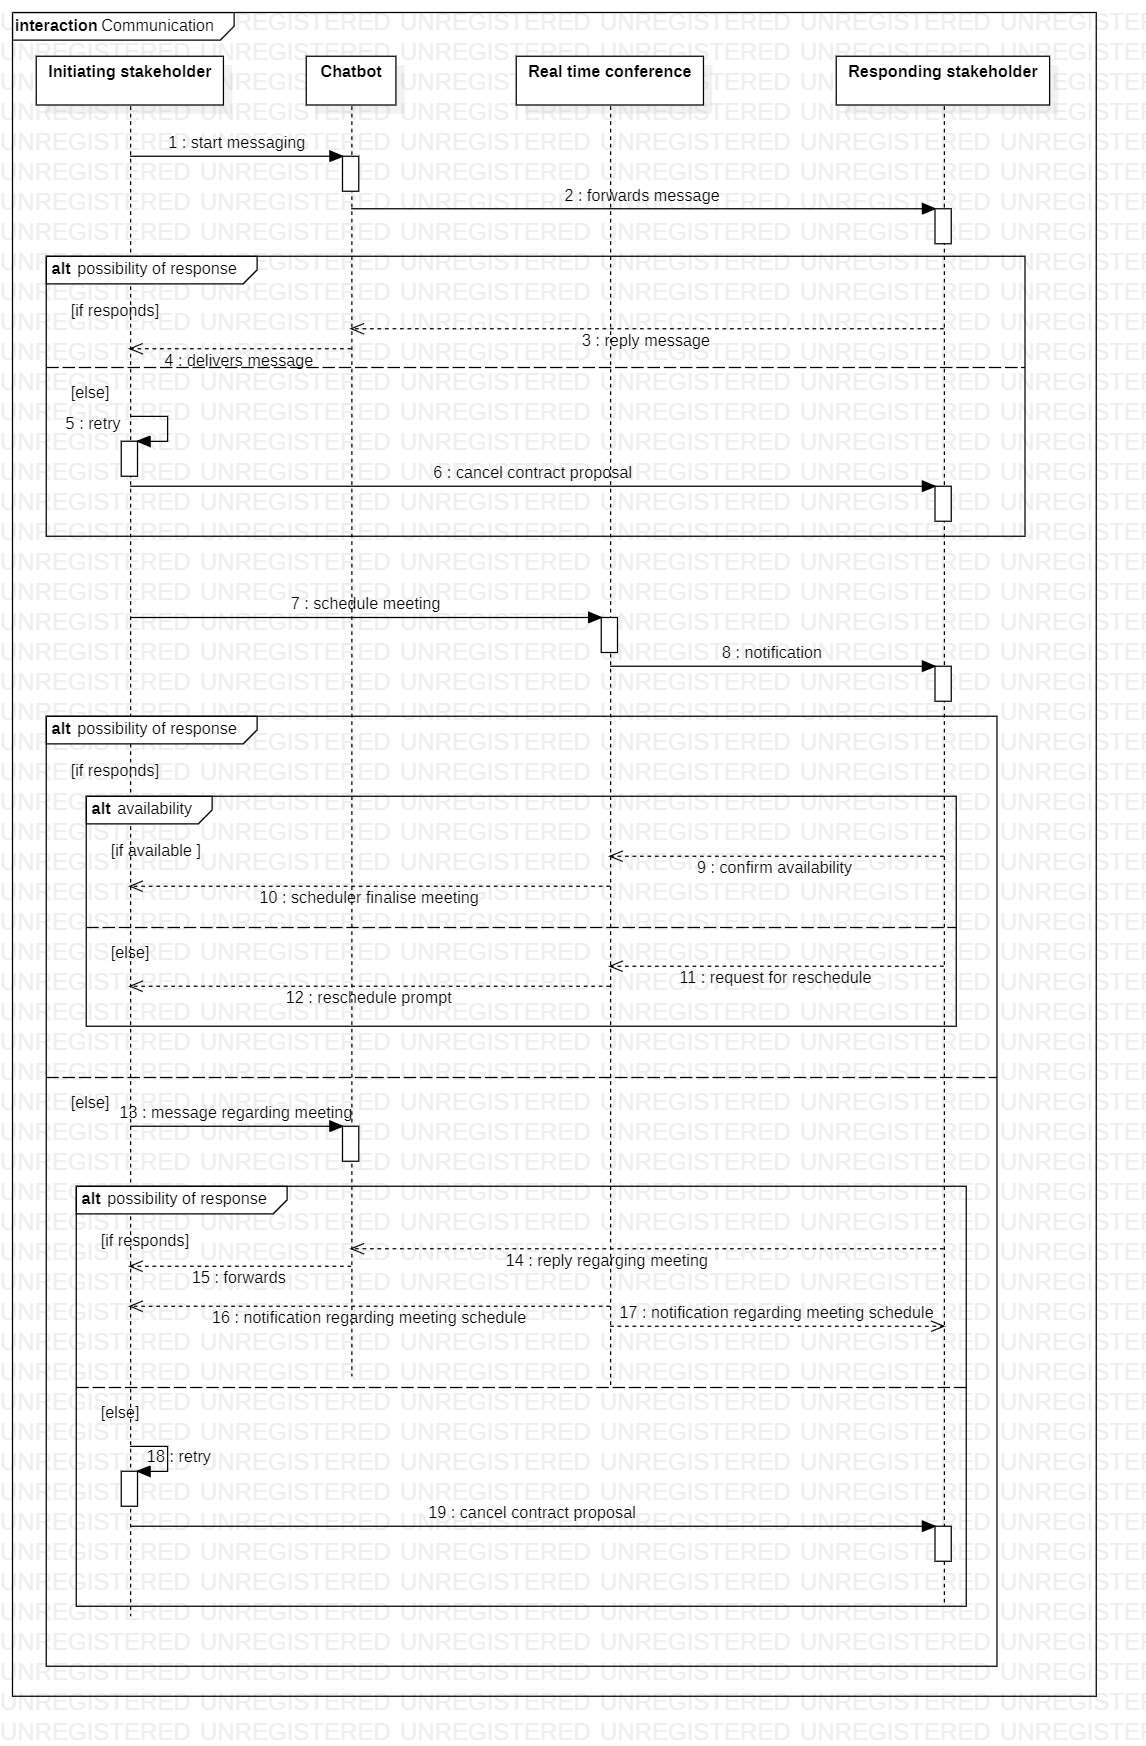 interaction Communication
Initiating stakeholder
Chatbot
Real time conference
Responding stakeholder
1 : start messaging
2 : forwards message
alt possibility of response
[if responds]
3 : reply message
4 : delivers message
[else]
5 : retry
6 : cancel contract proposal
7 : schedule meeting
8 : notification
alt possibility of response
[if responds]
alt availability
[if available ]
9 : confirm availability
10 : scheduler finalise meeting
[else]
11 : request for reschedule
12 : reschedule prompt
[else]
13 : message regarding meeting
alt possibility of response
[if responds]
14 : reply regarging meeting
15 : forwards
16 : notification regarding meeting schedule
17 : notification regarding meeting schedule
[else]
18 : retry
19 : cancel contract proposal
UNREGISTERED